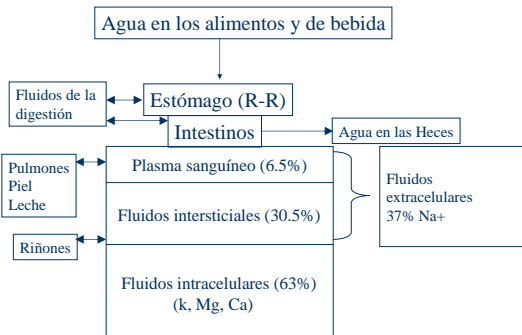 Agua en los alimentos y de bebida
Fluidos de la
digestión
Estómago (R-R)
Intestinos
Agua en las Heces
Pulmones
Piel
Leche
Plasma sanguíneo (6.5%)
Fluidos intersticiales (30.5%)
Fluidos
extracelulares
37% Na+
Riñones
Fluidos intracelulares (63%)
(k, Mg, Ca)